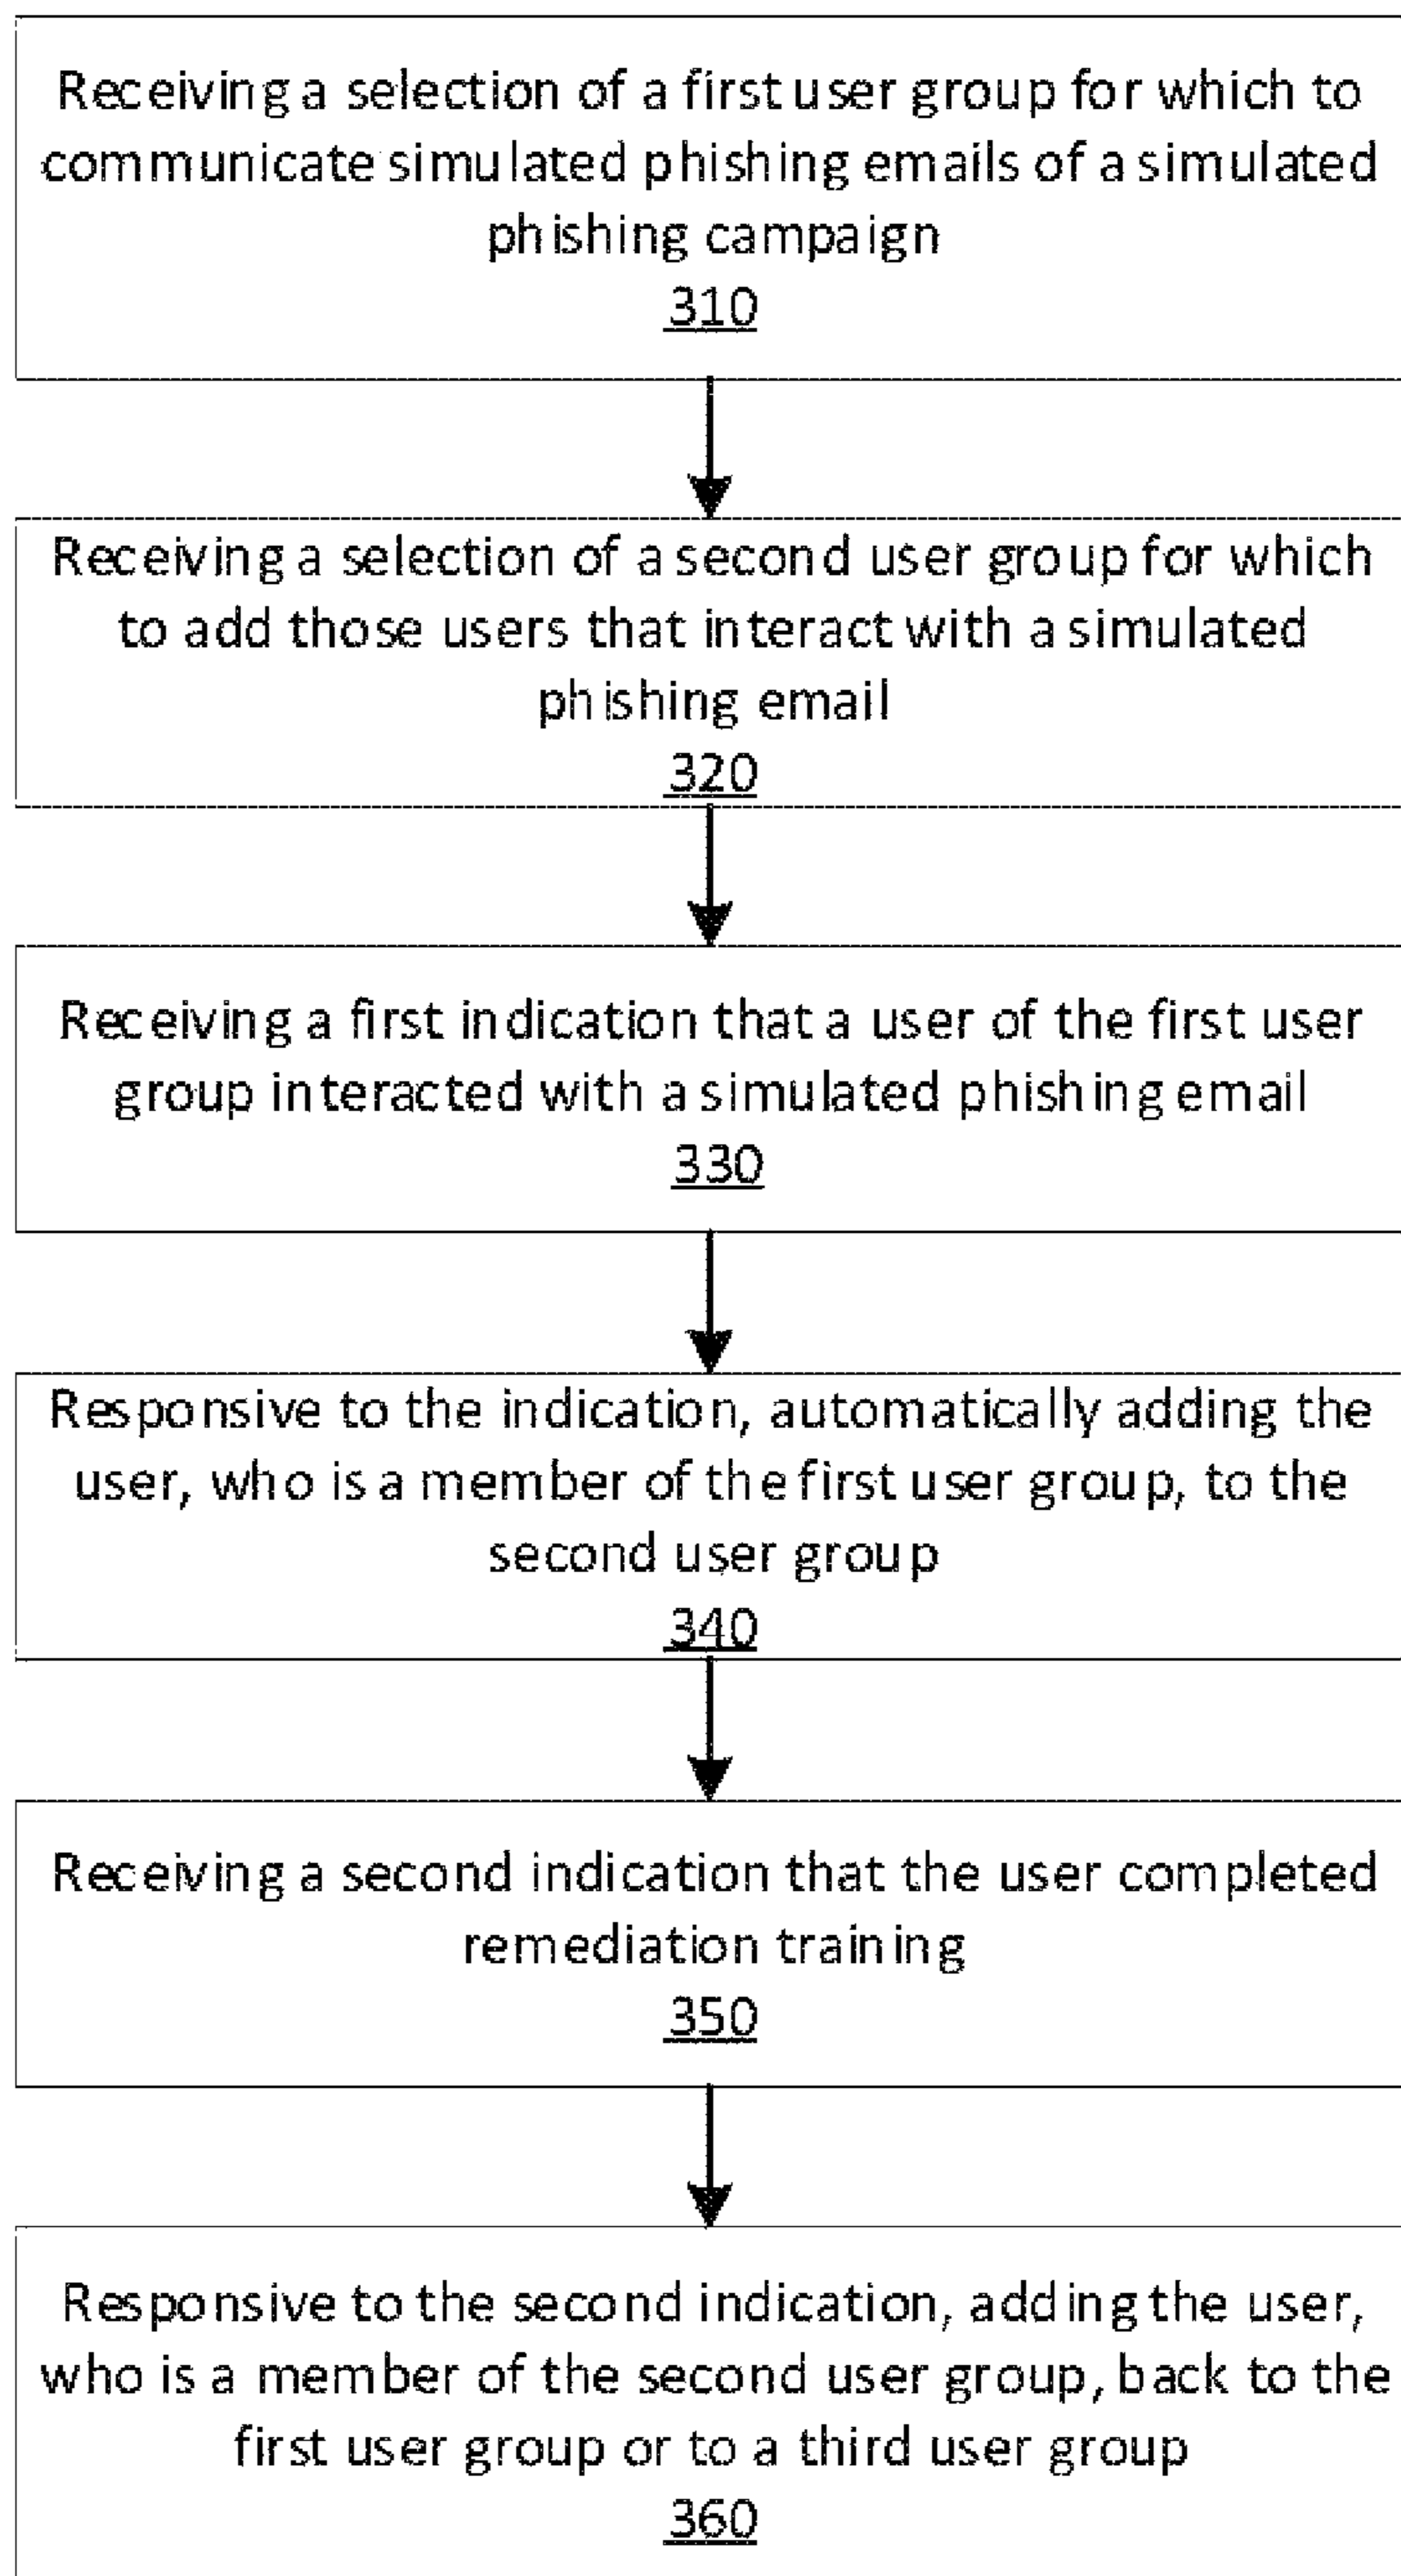 Receiving a selection of a first user group for which to
communicate simulated phishing emails of a simulated
phishing campaign
310
Receiving a selection of a second user group for which
to add those users that interact with a simulated
phishing email
320
Receiving a first indication that a user of the first user
group interacted with a simulated phishing email
330
Responsive to the indication, automatically adding the
user, who is a member of the first user group, to the
second user group
340
Receiving a second indication that the user completed
remediation training
350
Responsive to the second indication, adding the user,
who is a member of the second user group, back to the
first user group or to a third user group
360